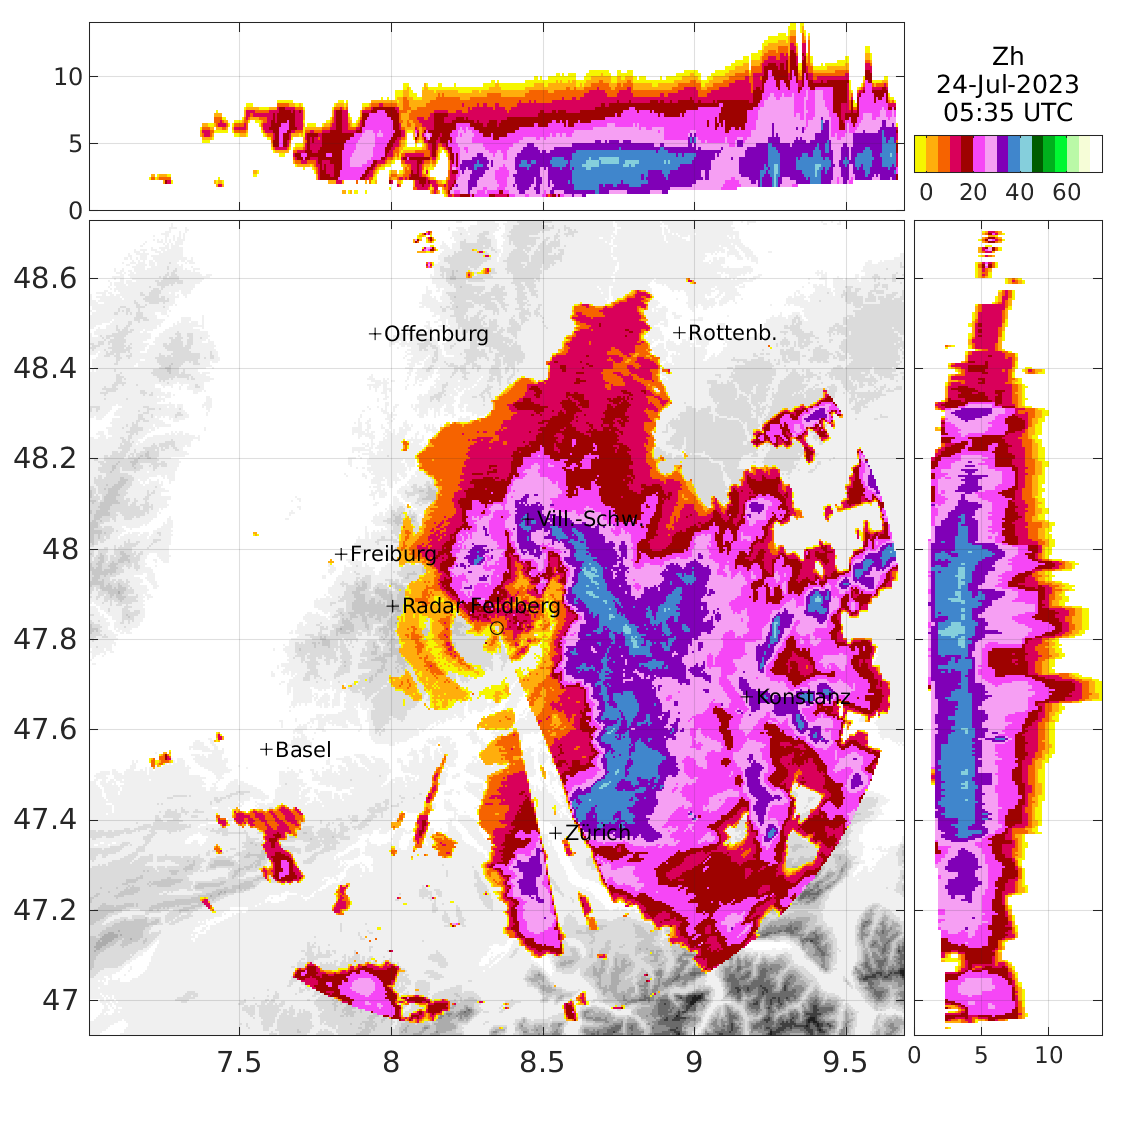 10
5
0
Zh
24-Jul-2023
05:35 UTC
0 20 40 60
48.6
48.4
48.2
48
47.8
47.6
47.4
47.2
47
+Offenburg
+Rottenb.
+Vill.-Schw.
+Freiburg
+Radar Feldberg
+Konstanz
+Basel
+Zürich
7.5 8 8.5 9 9.5
0 5 10